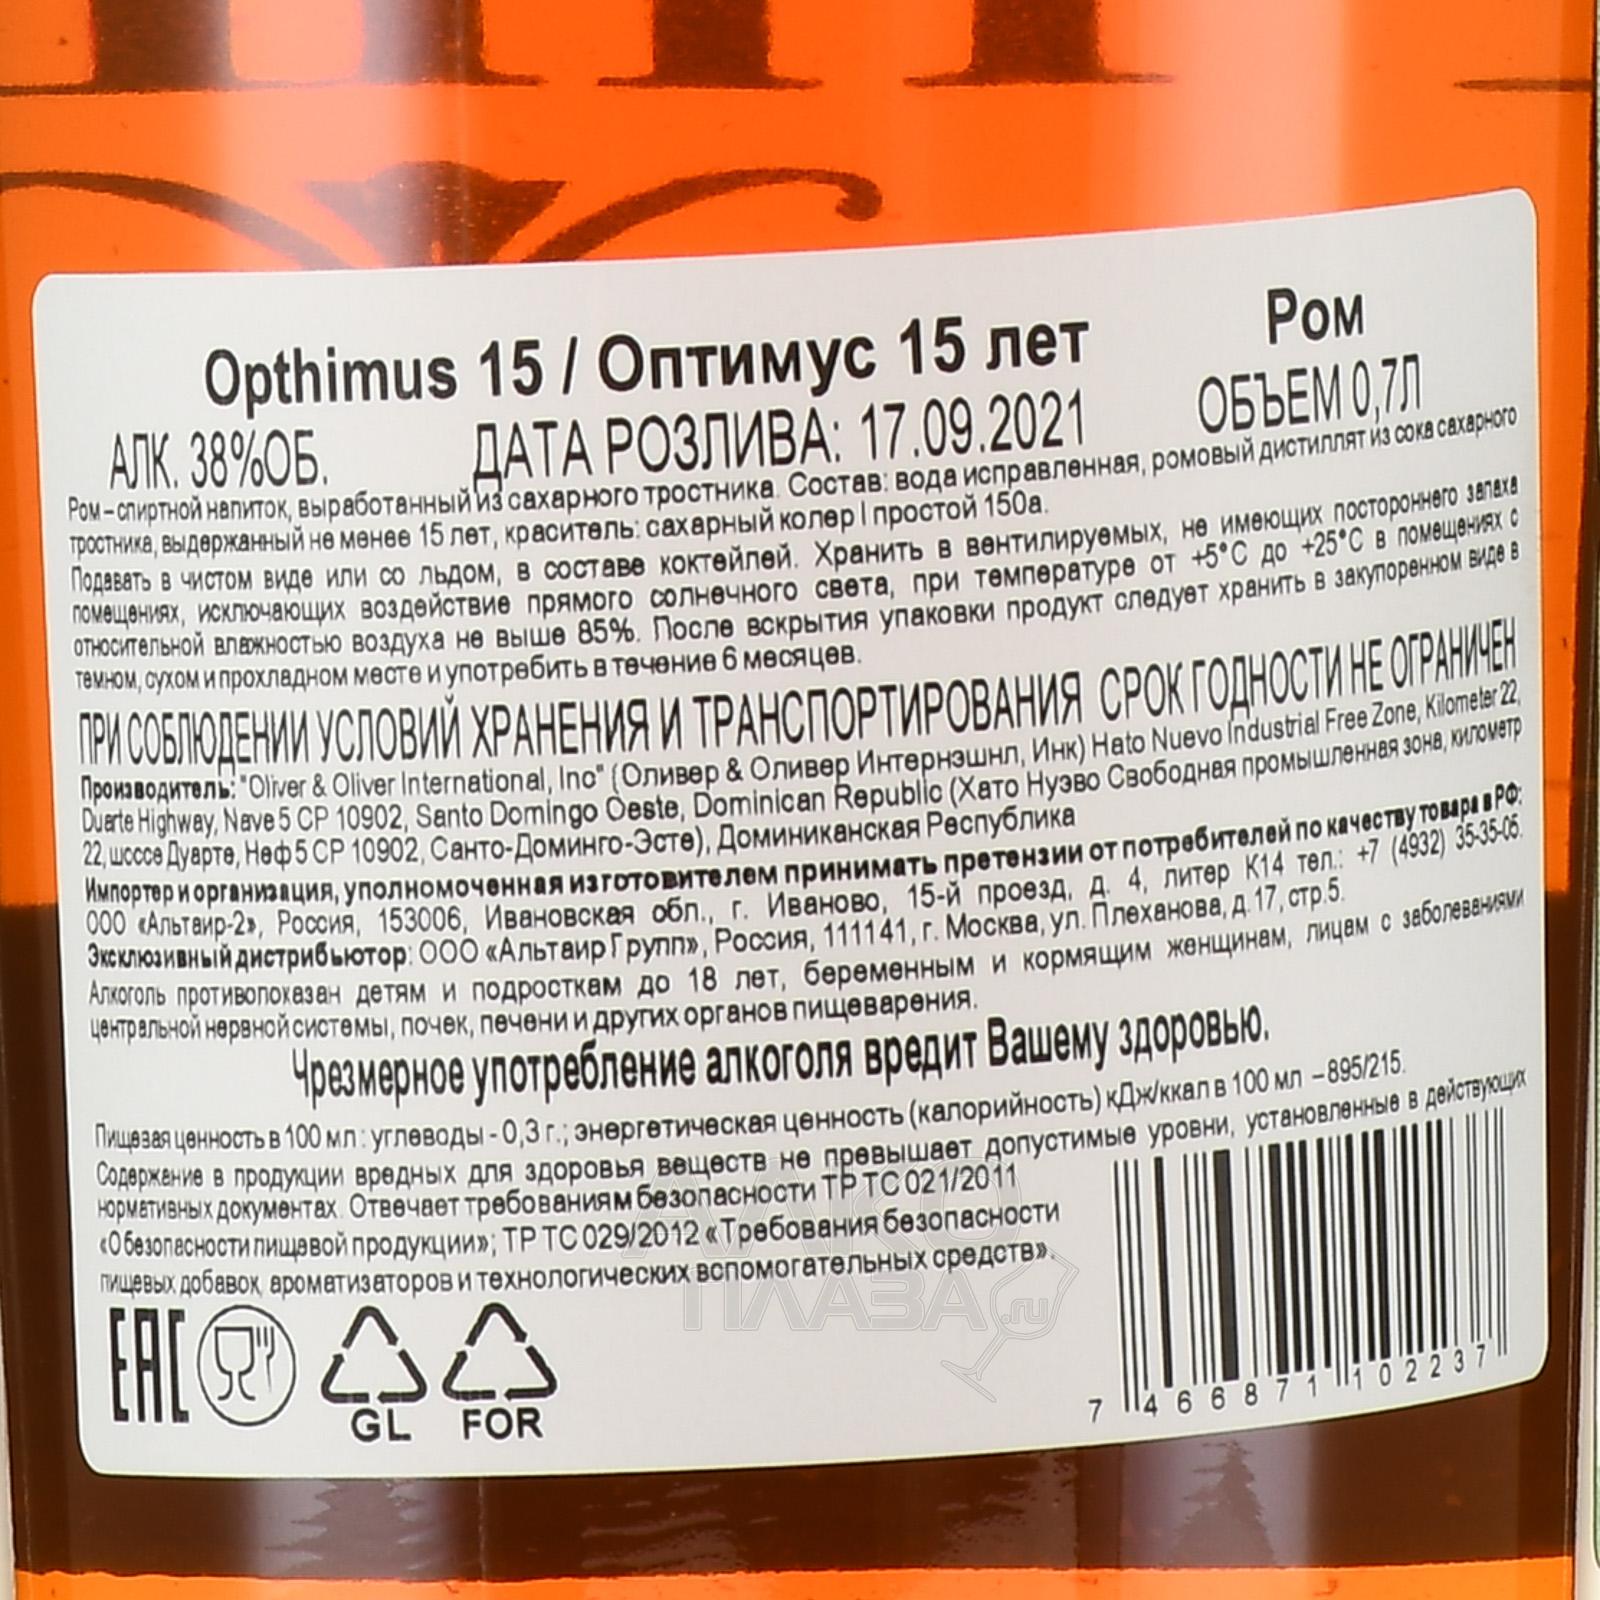 Opthimus 15 / Оптимус 15 лет
Ром
АЛК. 38%ОБ.
ДАТА РОЗЛИВА: 17.09.2021
ОБЪЕМ 0,7Л
Ром – спиртной напиток, выработанный из сахарного тростника. Состав: вода исправленная, ромовый дистиллят из сока сахарного
тростника, выдержанный не менее 15 лет, краситель: сахарный колер I простой 150а.
Подавать в чистом виде или со льдом, в составе коктейлей. Хранить в вентилируемых, не имеющих постороннего запаха
помещениях, исключающих воздействие прямого солнечного света, при температуре от +5°С до +25°С в помещениях с
относительной влажностью воздуха не выше 85%. После вскрытия упаковки продукт следует хранить в закупоренном виде в
темном, сухом и прохладном месте и употребить в течение 6 месяцев.
ПРИ СОБЛЮДЕНИИ УСЛОВИЙ ХРАНЕНИЯ И ТРАНСПОРТИРОВАНИЯ СРОК ГОДНОСТИ НЕ ОГРАНИЧЕН
Производитель: "Oliver & Oliver International, Inc" (Оливер & Оливер Интернэшнл, Инк) Hato Nuevo Industrial Free Zone, Kilometer 22,
Duarte Highway, Nave 5 CP 10902, Santo Domingo Oeste, Dominican Republic (Хато Нуэво Свободная промышленная зона, километр
22, шоссе Дуарте, Неф 5 CP 10902, Санто-Доминго-Эсте), Доминиканская Республика
Импортер и организация, уполномоченная изготовителем принимать претензии от потребителей по качеству товара в РФ:
ООО «Альтаир-2», Россия, 153006, Ивановская обл., г. Иваново, 15-й проезд, д. 4, литер К14 тел.: +7 (4932) 35-35-05.
Эксклюзивный дистрибьютор: ООО «Альтаир Групп», Россия, 111141, г. Москва, ул. Плеханова, д. 17, стр.5.
Алкоголь противопоказан детям и подросткам до 18 лет, беременным и кормящим женщинам, лицам с заболеваниями
центральной нервной системы, почек, печени и других органов пищеварения.
Чрезмерное употребление алкоголя вредит Вашему здоровью.
Пищевая ценность в 100 мл : углеводы - 0,3 г.; энергетическая ценность (калорийность) кДж/ккал в 100 мл – 895/215.
Содержание в продукции вредных для здоровья веществ не превышает допустимые уровни, установленные в действующих
нормативных документах. Отвечает требованиям безопасности ТР ТС 021/2011
«О безопасности пищевой продукции»; ТР ТС 029/2012 «Требования безопасности
пищевых добавок, ароматизаторов и технологических вспомогательных средств».
АЛКО
ПЛАЗА.ru
EAC
GL
FOR
7 466871 102237